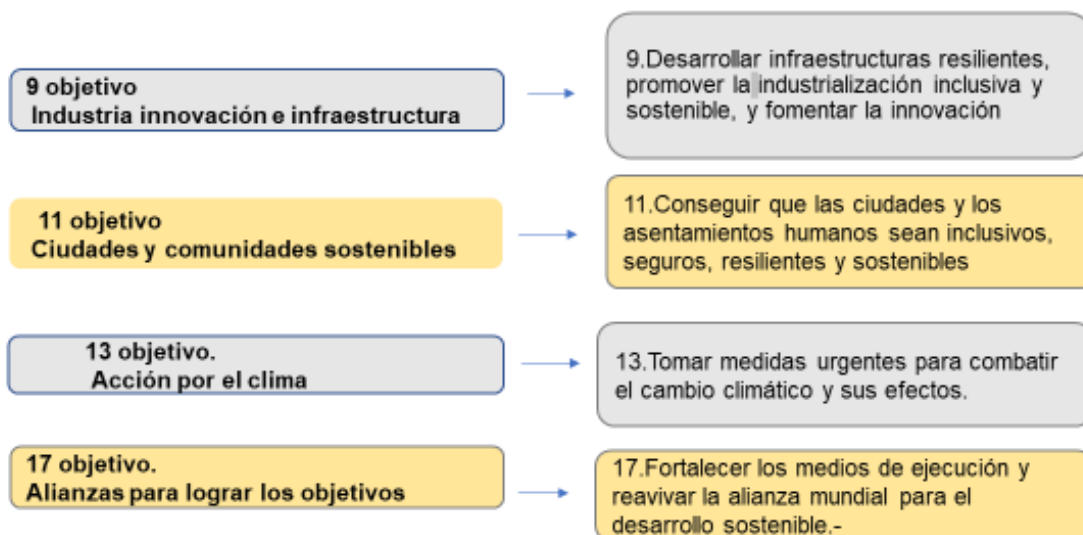 9 objetivo
Industria innovación e infraestructura
9.Desarrollar infraestructuras resilientes,
promover la industrialización inclusiva y
sostenible, y fomentar la innovación
11 objetivo
Ciudades y comunidades sostenibles
11.Conseguir que las ciudades y los
asentamientos humanos sean inclusivos,
seguros, resilientes y sostenibles
13 objetivo.
Acción por el clima
13.Tomar medidas urgentes para combatir
el cambio climático y sus efectos.
17 objetivo.
Alianzas para lograr los objetivos
17.Fortalecer los medios de ejecución y
reavivar la alianza mundial para el
desarrollo sostenible.-